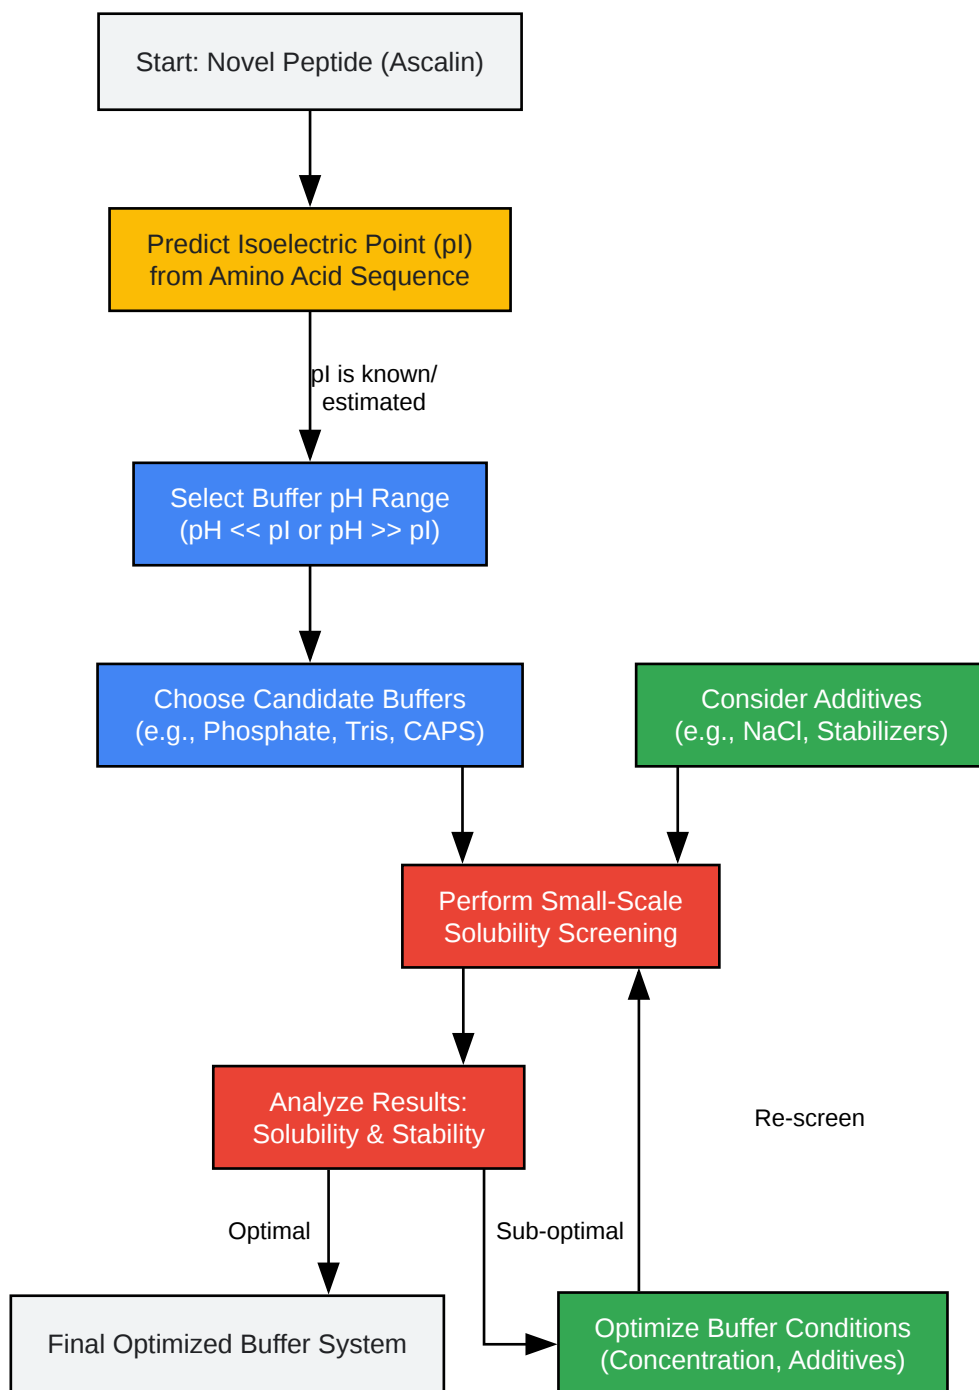 Start: Novel Peptide (Ascalin)
Predict Isoelectric Point (pI)
from Amino Acid Sequence
pI is known/
estimated
Select Buffer pH Range
(pH << pI or pH >> pI)
Choose Candidate Buffers
(e.g., Phosphate, Tris, CAPS)
Consider Additives
(e.g., NaCl, Stabilizers)
Perform Small-Scale
Solubility Screening
Analyze Results:
Solubility & Stability
Re-screen
Optimal
Sub-optimal
Final Optimized Buffer System
Optimize Buffer Conditions
(Concentration, Additives)